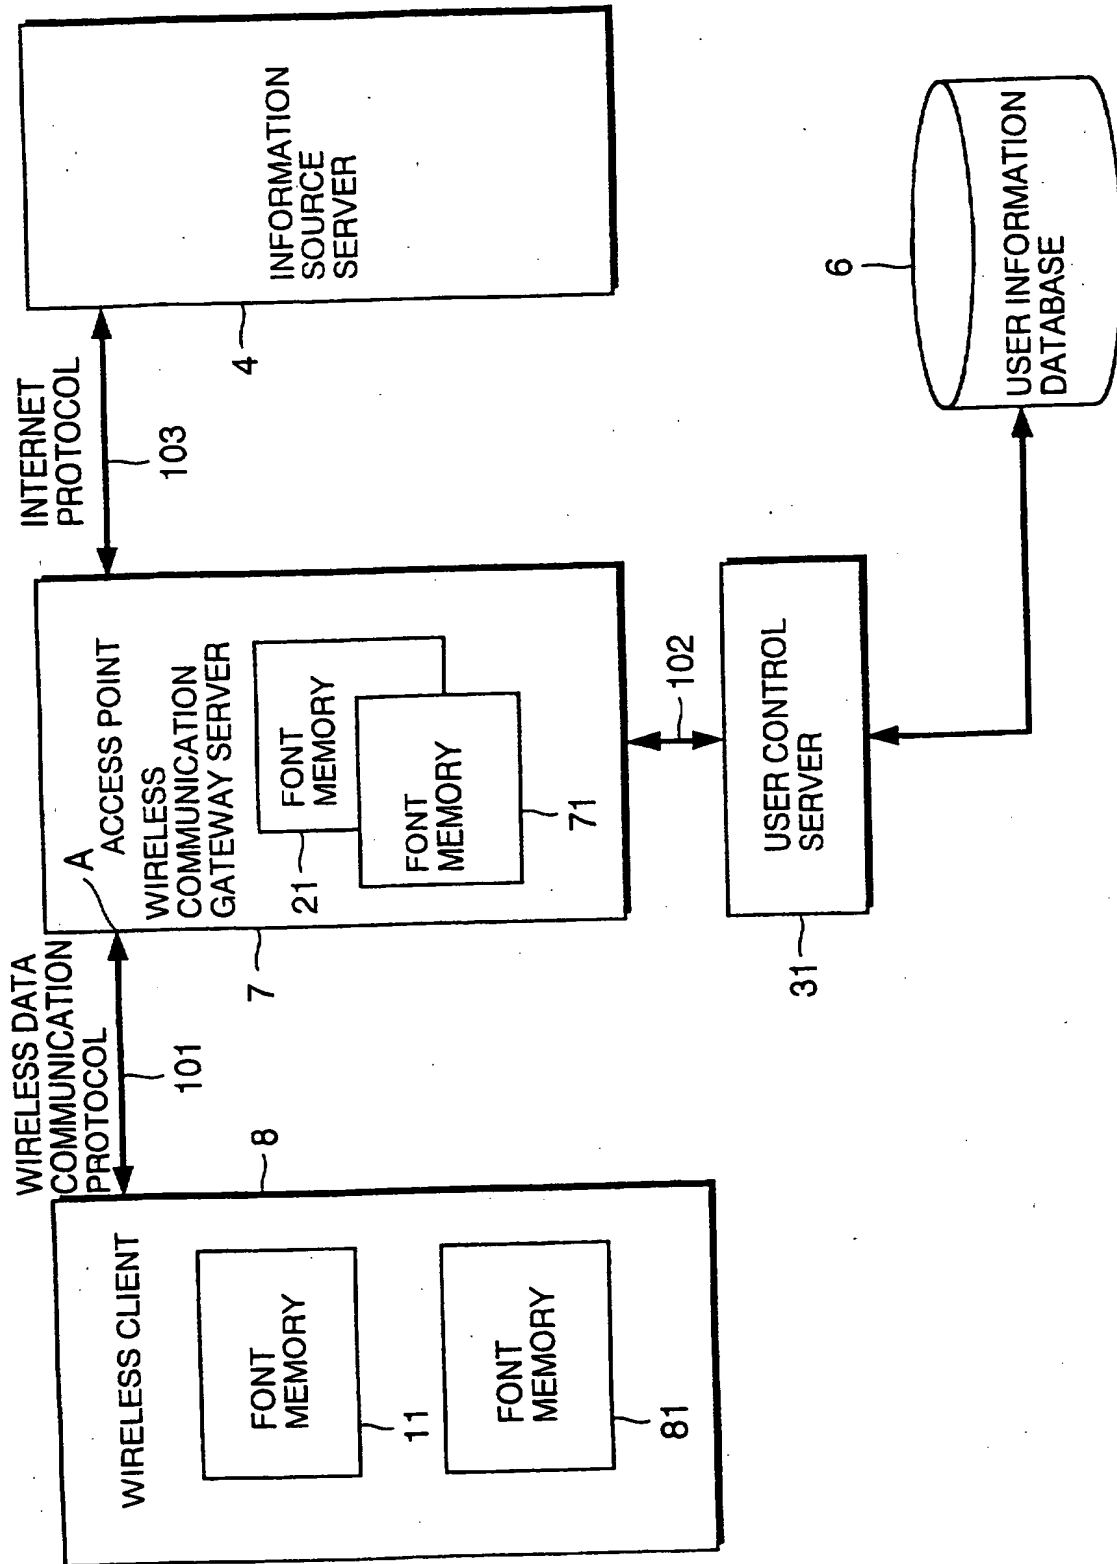 WIRELESS CLIENT
FONT
MEMORY
11
FONT
MEMORY
81
8
WIRELESS DATA
COMMUNICATION
PROTOCOL
101
A
ACCESS POINT
WIRELESS
COMMUNICATION
GATEWAY SERVER
7
FONT
MEMORY
21
FONT
MEMORY
71
102
USER CONTROL
SERVER
31
INTERNET
PROTOCOL
103
INFORMATION
SOURCE
SERVER
4
6
USER INFORMATION
DATABASE